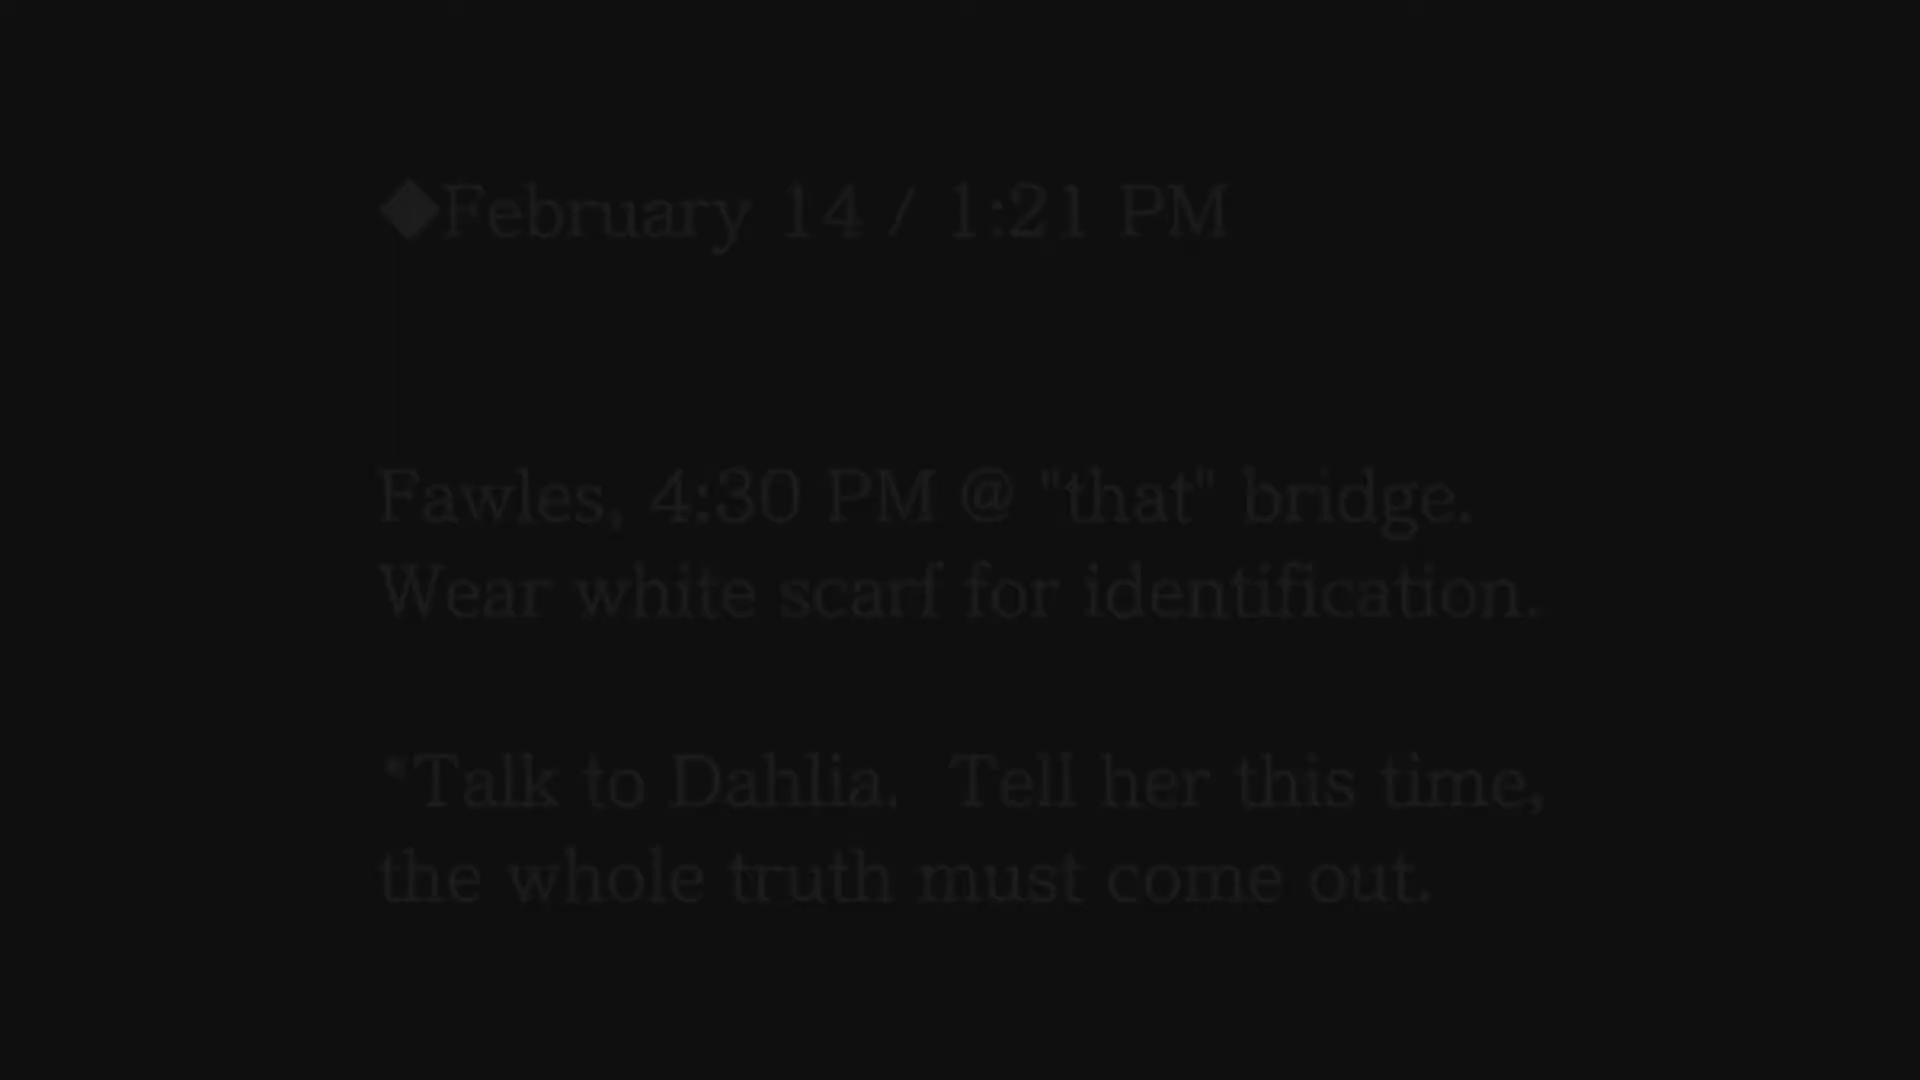 ◆February 14 / 1:21 PM
Fawles, 4:30 PM @ "that" bridge.
Wear white scarf for identification.
*Talk to Dahlia.  Tell her this time,
the whole truth must come out.